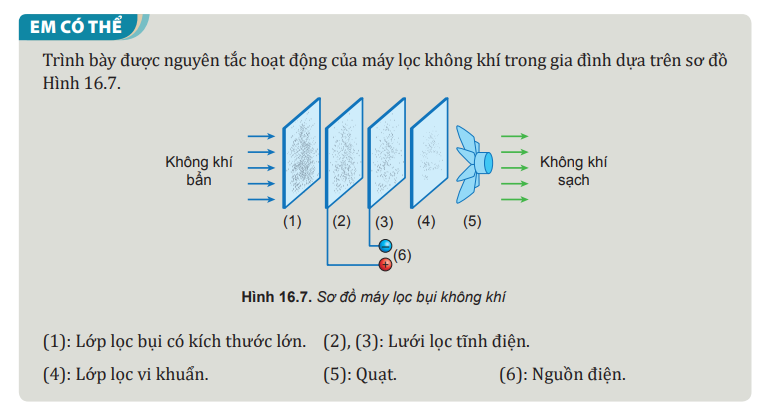 EM CÓ THỂ
Trình bày được nguyên tắc hoạt động của máy lọc không khí trong gia đình dựa trên sơ đồ
Hình 16.7.
Không khí
bẩn
Không khí
sạch
(1) (2) (3) (4) (5)
(6)
−
+
Hình 16.7. Sơ đồ máy lọc bụi không khí
(1): Lớp lọc bụi có kích thước lớn. (2), (3): Lưới lọc tĩnh điện.
(4): Lớp lọc vi khuẩn. (5): Quạt. (6): Nguồn điện.